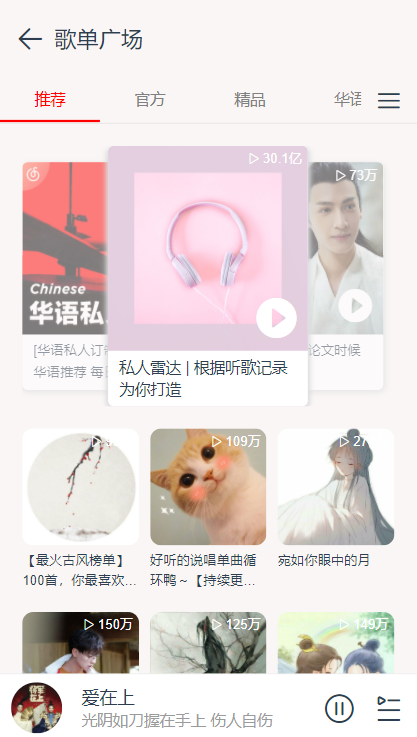 歌单广场
推荐
官方
精品
华语
30.1亿
73万
Chinese
华语私人
[华语私人订制
华语推荐 每日
私人雷达 | 根据听歌记录
为你打造
论文时候
109万
27
【最火古风榜单】
100首，你最喜欢...
好听的说唱单曲循
环鸭～【持续更...
宛如你眼中的月
150万
125万
149万
爱在上
光阴如刀握在手上 伤人自伤